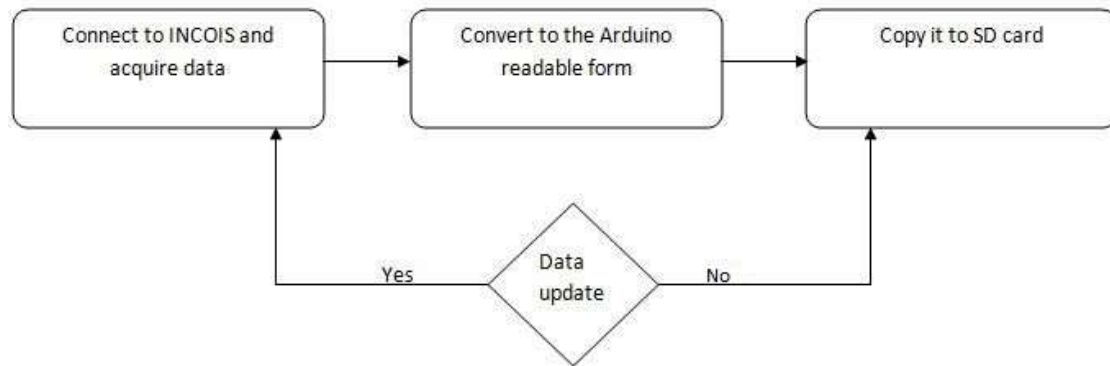 Connect to INCOIS and
acquire data
Convert to the Arduino
readable form
Copy it to SD card
Data
update
Yes
No